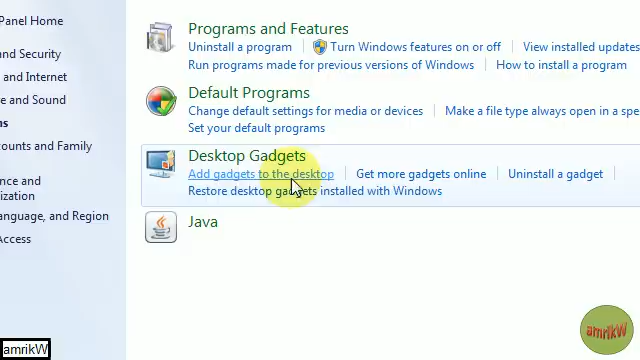 Panel Home
and Security
and Internet
e and Sound
ns
counts and Family
nce and
ization
anguage, and Region
Access
Programs and Features
Uninstall a program
Turn Windows features on or off
View installed updates
Run programs made for previous versions of Windows
How to install a program
Default Programs
Change default settings for media or devices
Make a file type always open in a spe
Set your default programs
Desktop Gadgets
Add gadgets to the desktop
Get more gadgets online
Uninstall a gadget
Restore desktop gadgets installed with Windows
Java
amrikW
amrikW